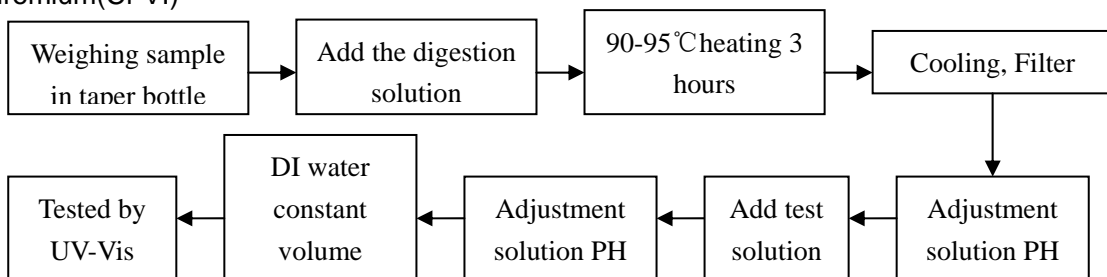 hromium(Cr VI)
Weighing sample
in taper bottle
Add the digestion
solution
90-95℃heating 3
hours
Cooling, Filter
Adjustment
solution PH
Add test
solution
Adjustment
solution PH
DI water
constant
volume
Tested by
UV-Vis